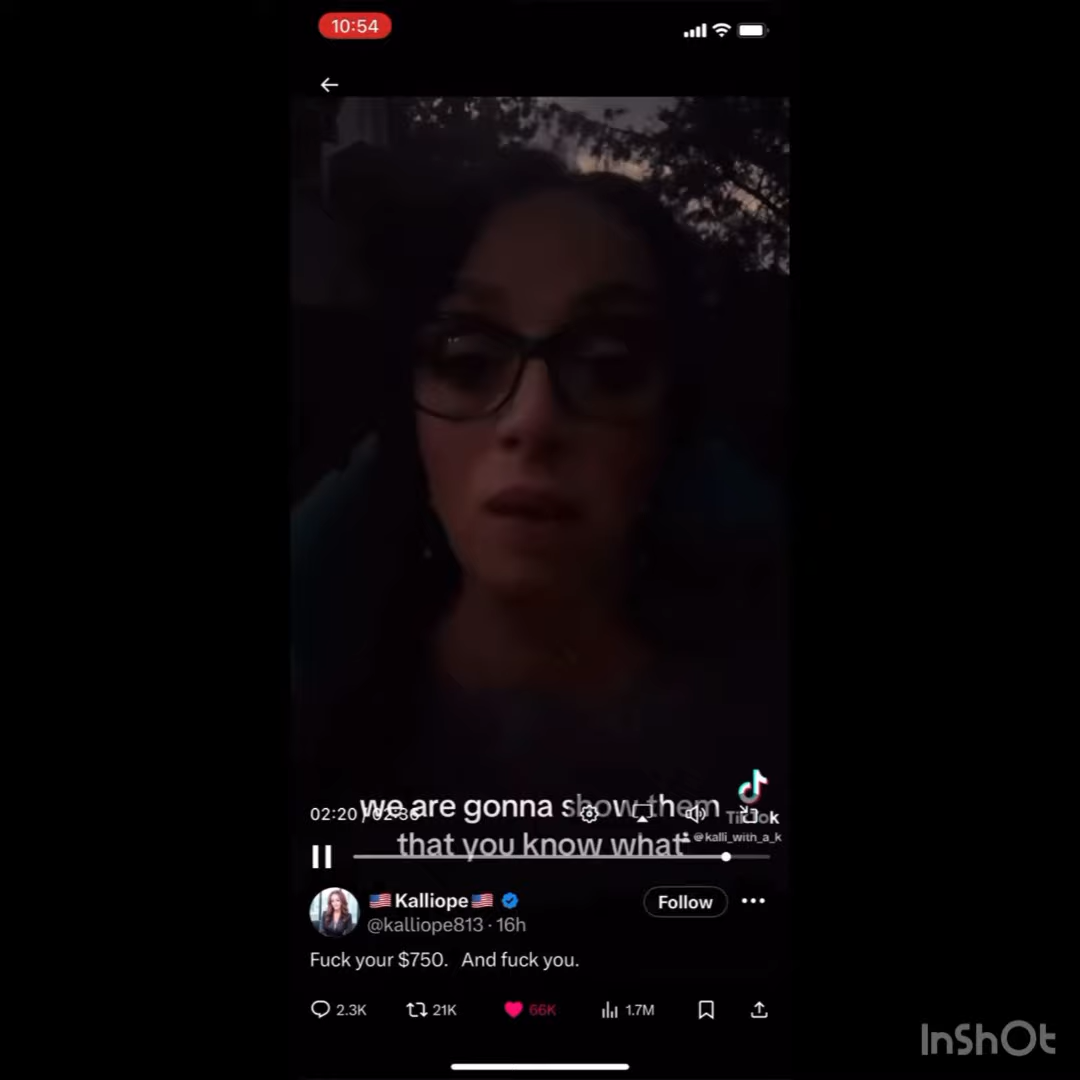 10:54
we are gonna show them
that you know what
02:20 / 02:36
TikTok
@kalli_with_a_k
Kalliope
Follow
@kalliope813 · 16h
Fuck your $750. And fuck you.
2.3K 21K 66K 1.7M
InShOt